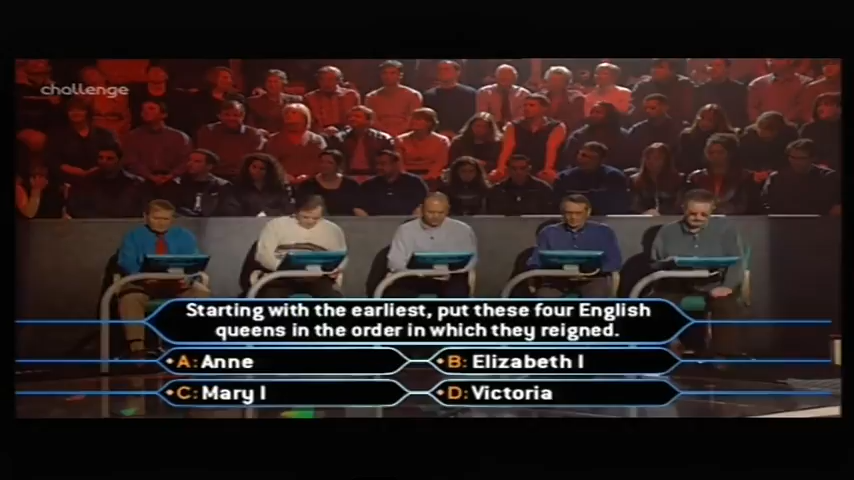 challenge
Starting with the earliest, put these four English
queens in the order in which they reigned.
A: Anne
B: Elizabeth I
C: Mary I
D: Victoria